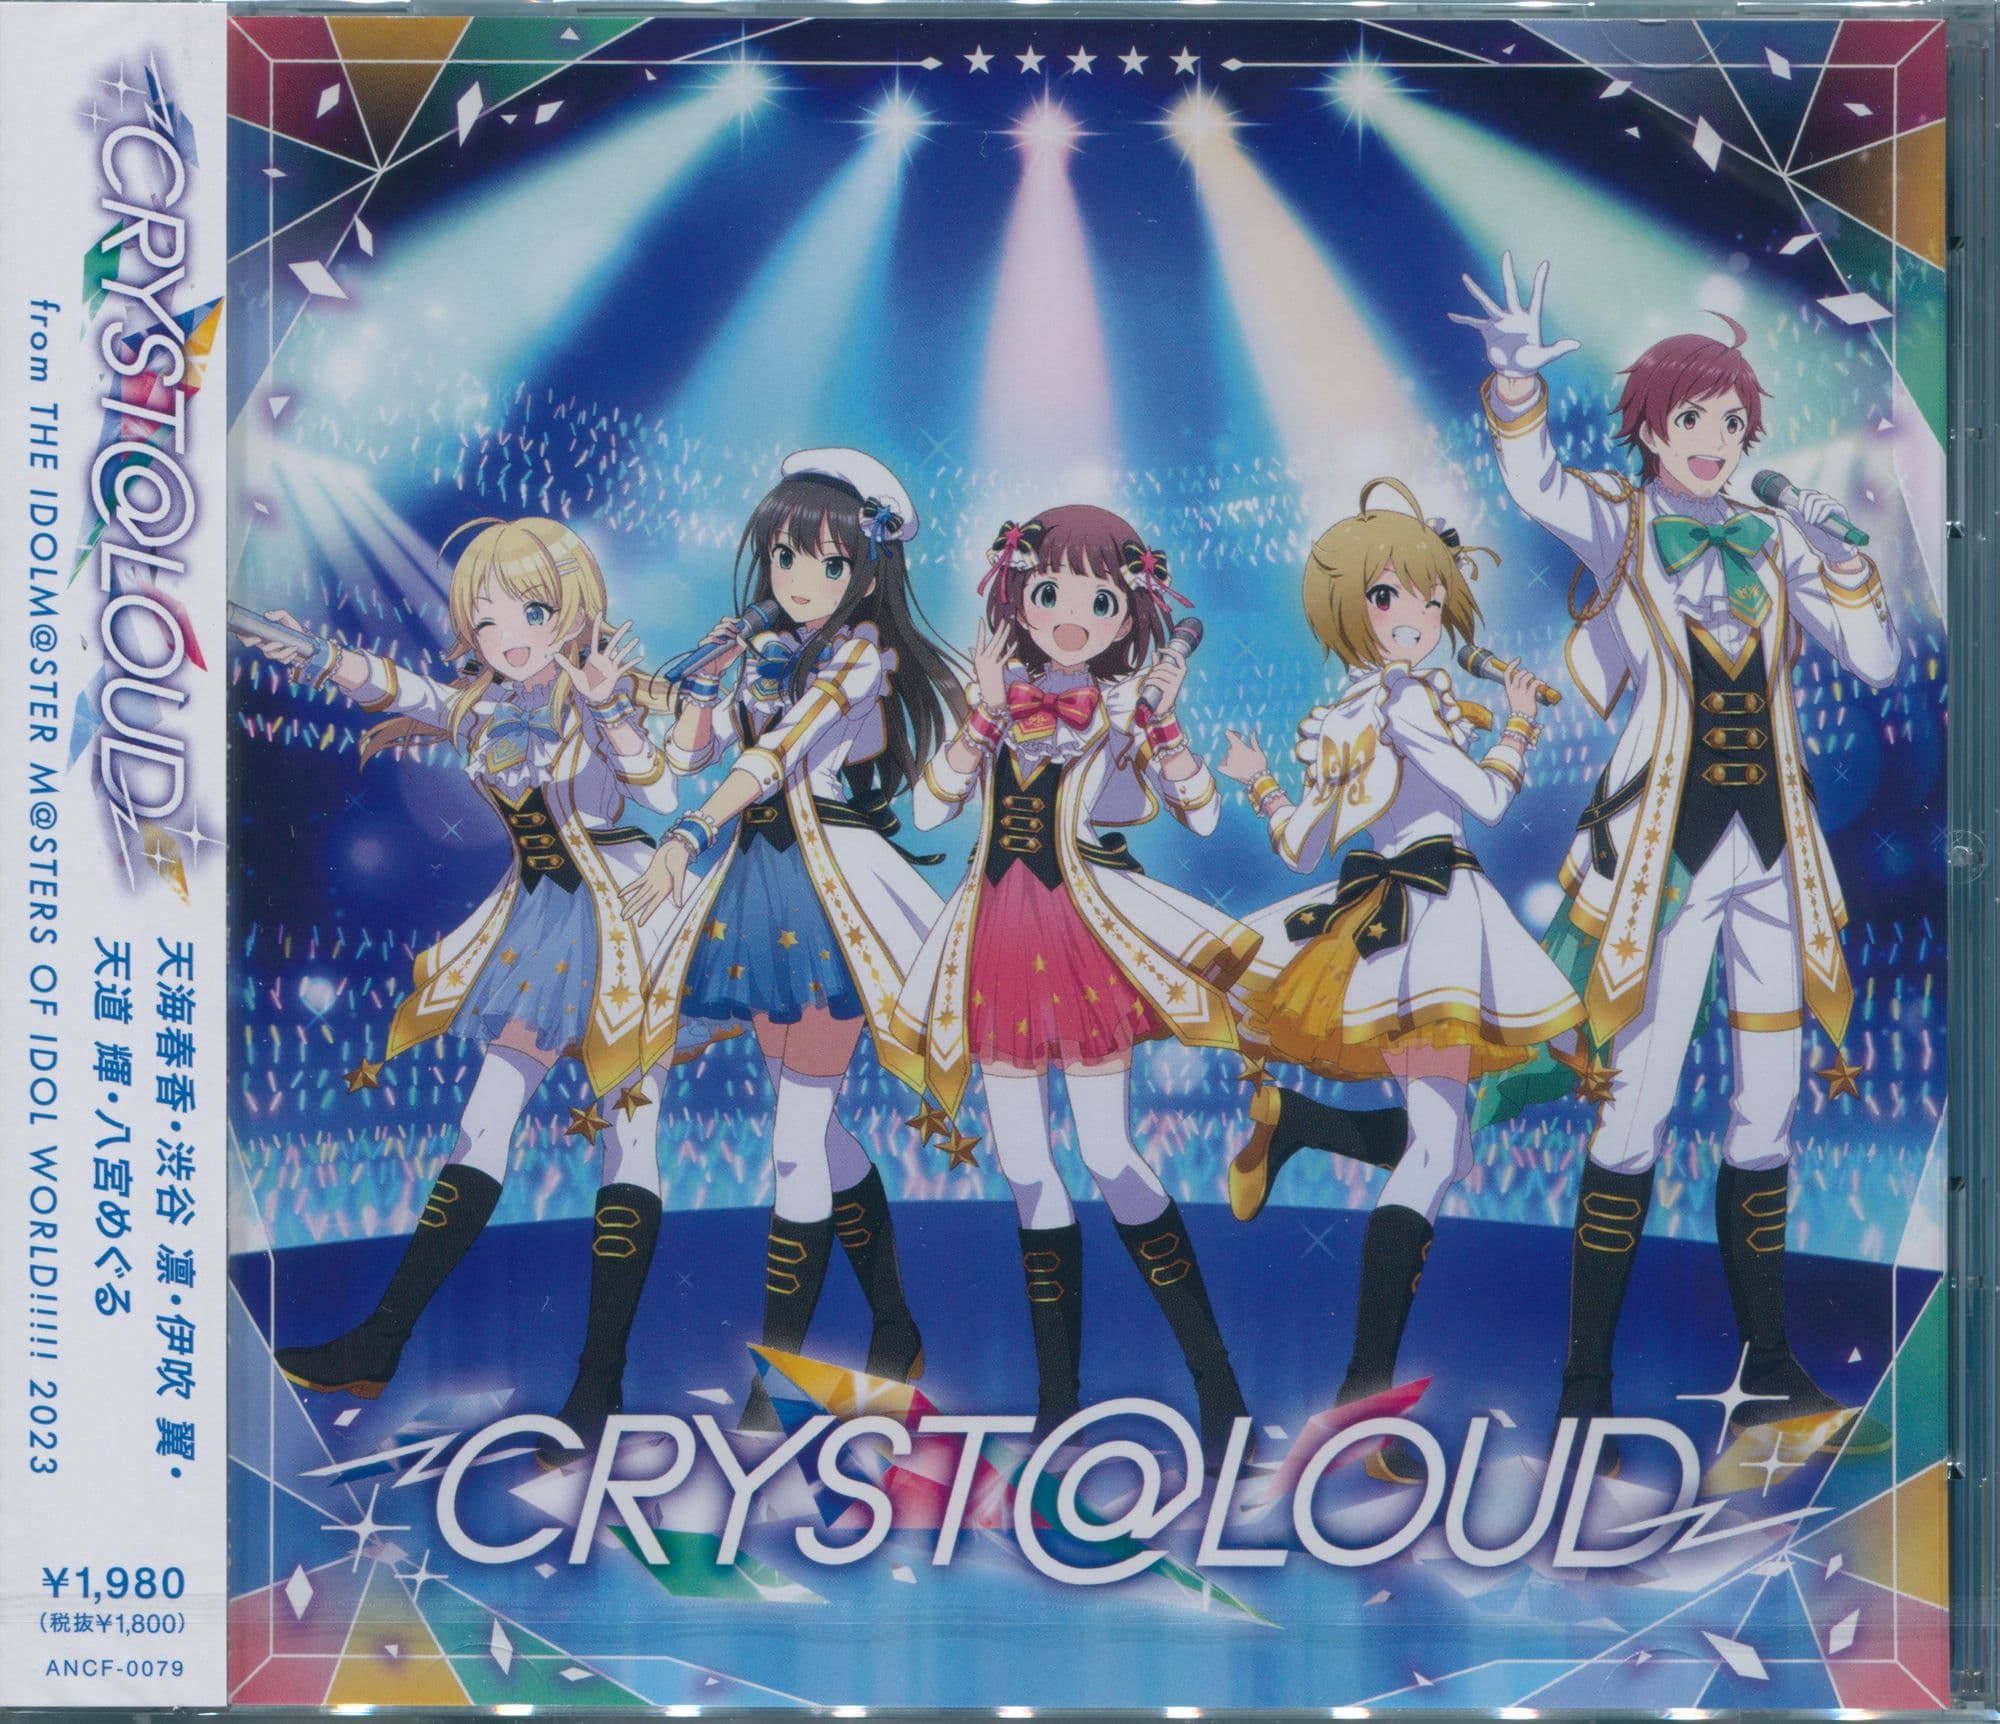 CRYST@LOUD
from THE IDOLM@STER M@STERS OF IDOL WORLD!!!!! 2023
天海春香・渋谷 凛・伊吹 翼・
天道 輝・八宮めぐる
¥1,980
(税抜¥1,800)
ANCF-0079
CRYST@LOUD